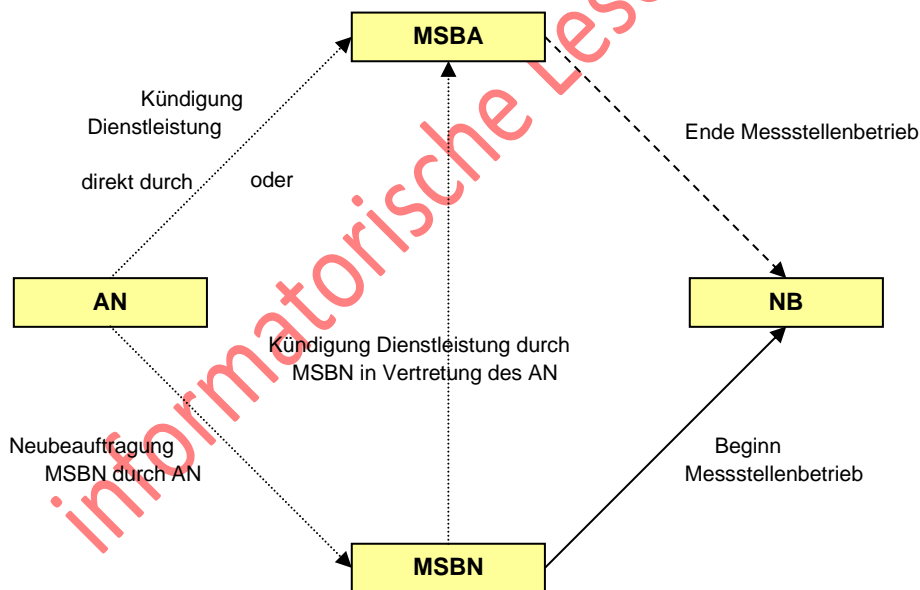 MSBA
Kündigung
Dienstleistung
Ende Messstellenbetrieb
direkt durch
oder
AN
NB
Kündigung Dienstleistung durch
MSBN in Vertretung des AN
Neubeauftragung
MSBN durch AN
Beginn
Messstellenbetrieb
MSBN
informatorische